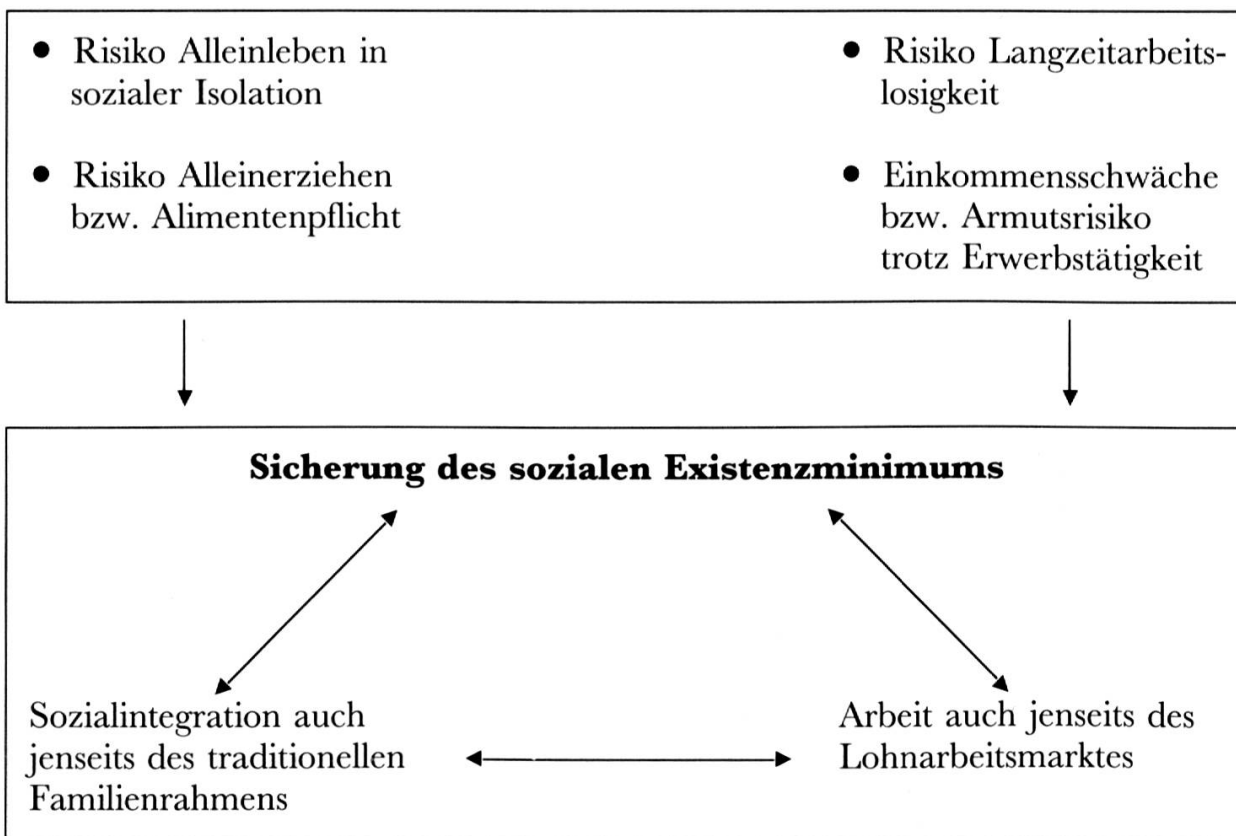 ● Risiko Alleinleben in
sozialer Isolation
● Risiko Alleinerziehen
bzw. Alimentenpflicht
● Risiko Langzeitarbeits-
losigkeit
● Einkommensschwäche
bzw. Armutsrisiko
trotz Erwerbstätigkeit
Sicherung des sozialen Existenzminimums
Sozialintegration auch
jenseits des traditionellen
Familienrahmens
Arbeit auch jenseits des
Lohnarbeitsmarktes